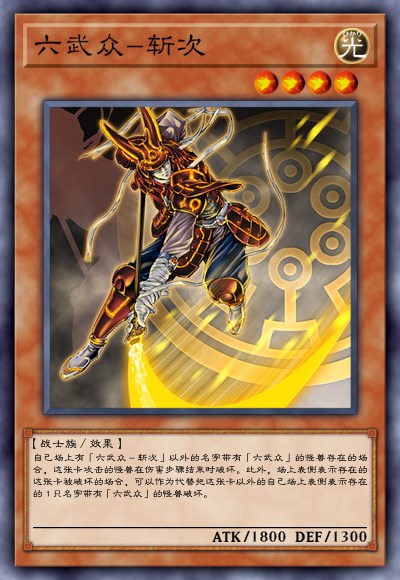 六武众－斩次
ひかり
光
【战士族／效果】
自己场上有「六武众－斩次」以外的名字带有「六武众」的怪兽存在的场
合，这张卡攻击的怪兽在伤害步骤结束时破坏。此外，场上表侧表示存在的
这张卡被破坏的场合，可以作为代替把这张卡以外的自己场上表侧表示存在
的１只名字带有「六武众」的怪兽破坏。
ATK/1800 DEF/1300